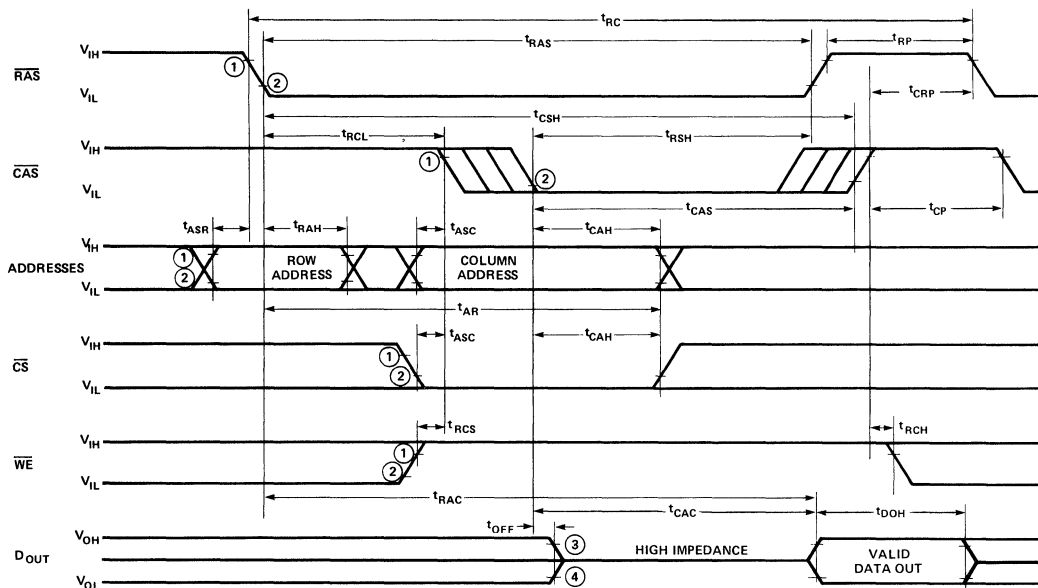 tRC
tRAS
tRP
VIH
RAS
VIL
1
2
tCRP
tCSH
tRCL
tRSH
VIH
CAS
VIL
1
2
tCAS
tCP
tASR
tRAH
tASC
tCAH
VIH
ADDRESSES
VIL
1
2
ROW
ADDRESS
COLUMN
ADDRESS
tAR
tASC
tCAH
VIH
CS
VIL
1
2
tRCS
tRCH
VIH
WE
VIL
1
2
tRAC
tCAC
tOFF
tDOH
VOH
DOUT
VOL
3
4
HIGH IMPEDANCE
VALID
DATA OUT